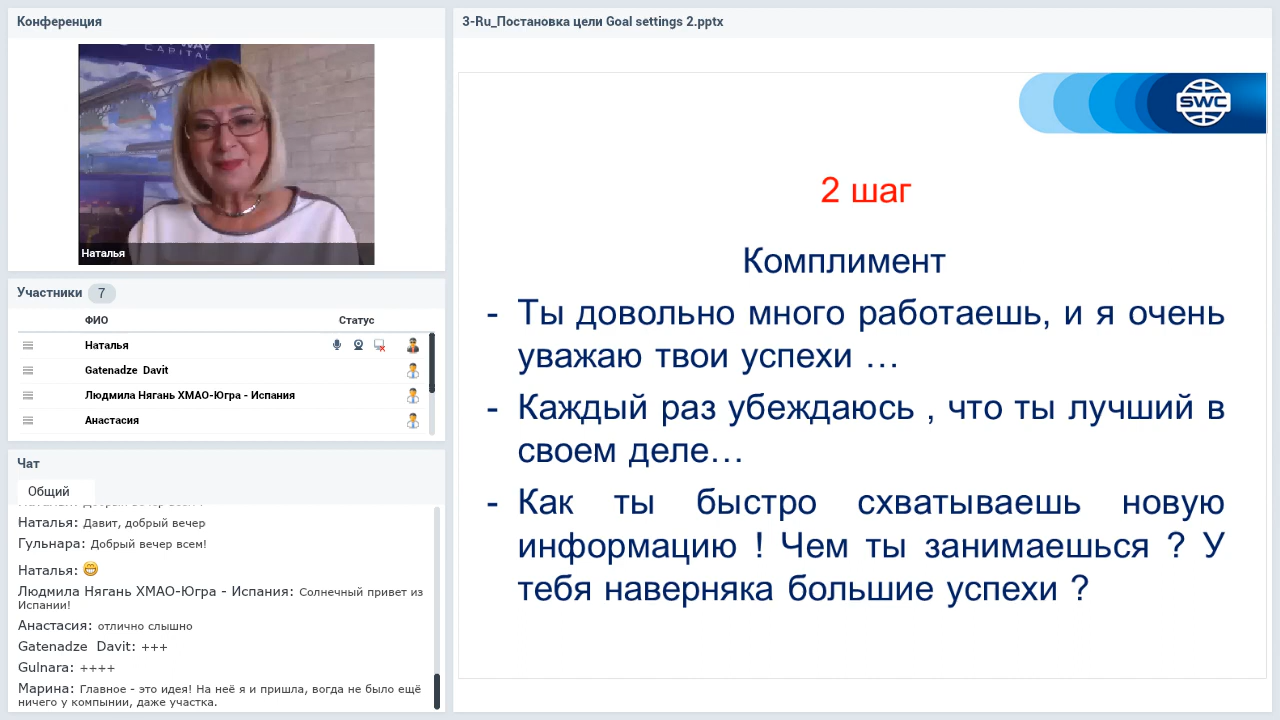 Конференция
CAPITAL
Наталья
Участники 7
ФИО Статус
Наталья
Gatenadze Davit
Людмила Нягань ХМАО-Югра - Испания
Анастасия
Чат
Общий
Наталья: Давит, добрый вечер
Гульнара: Добрый вечер всем!
Наталья:
Людмила Нягань ХМАО-Югра - Испания: Солнечный привет из
Испании!
Анастасия: отлично слышно
Gatenadze Davit: +++
Gulnara: ++++
Марина: Главное - это идея! На неё я и пришла, вогда не было ещё
ничего у компынии, даже участка.
3-Ru_Постановка цели Goal settings 2.pptx
SWC
2 шаг
Комплимент
- Ты довольно много работаешь, и я очень
уважаю твои успехи …
- Каждый раз убеждаюсь , что ты лучший в
своем деле…
- Как ты быстро схватываешь новую
информацию ! Чем ты занимаешься ? У
тебя наверняка большие успехи ?